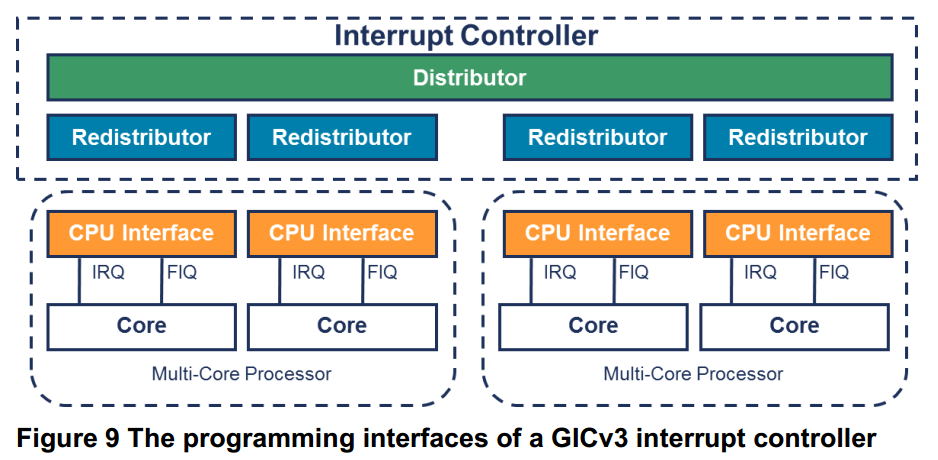 Interrupt Controller
Distributor
Redistributor Redistributor Redistributor Redistributor
CPU Interface CPU Interface CPU Interface CPU Interface
IRQ FIQ IRQ FIQ IRQ FIQ IRQ FIQ
Core Core Core Core
Multi-Core Processor Multi-Core Processor
Figure 9 The programming interfaces of a GICv3 interrupt controller